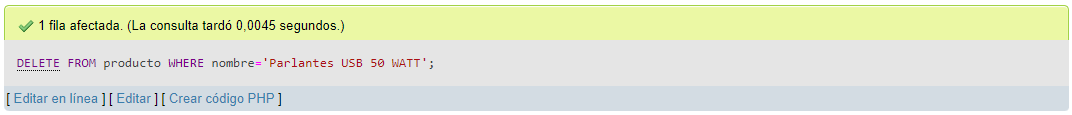 1 fila afectada. (La consulta tardó 0,0045 segundos.)
DELETE FROM producto WHERE nombre='Parlantes USB 50 WATT';
[ Editar en línea ] [ Editar ] [ Crear código PHP ]